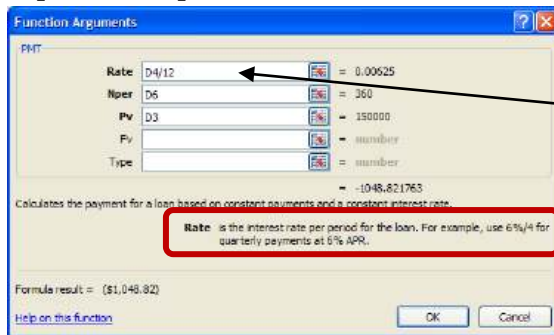 Function Arguments
PMT
Rate D4/12 = 0.00625
Nper D6 = 360
Pv D3 = 150000
Fv = number
Type = number
= -1048.821763
Calculates the payment for a loan based on constant payments and a constant interest rate.
Rate is the interest rate per period for the loan. For example, use 6%/4 for
quarterly payments at 6% APR.
Formula result = ($1,048.82)
Help on this function OK Cancel